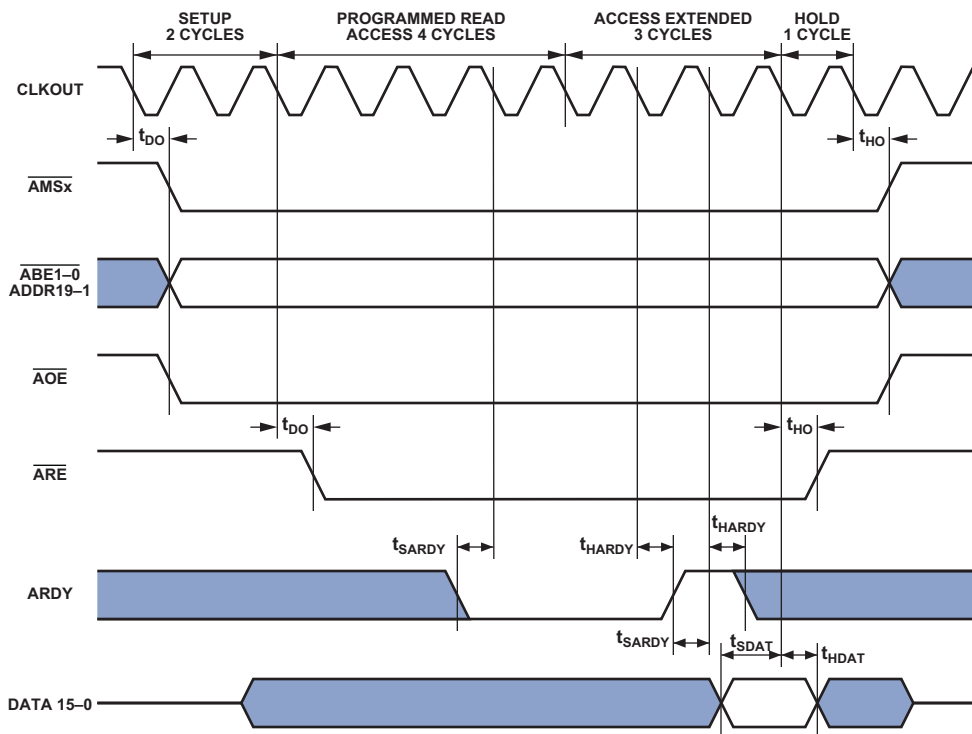 SETUP
2 CYCLES
PROGRAMMED READ
ACCESS 4 CYCLES
ACCESS EXTENDED
3 CYCLES
HOLD
1 CYCLE
CLKOUT
tDO
tHO
AMSx
ABE1–0
ADDR19–1
AOE
tDO
tHO
ARE
tSARDY
tHARDY
tHARDY
ARDY
tSARDY
tSDAT
tHDAT
DATA 15–0